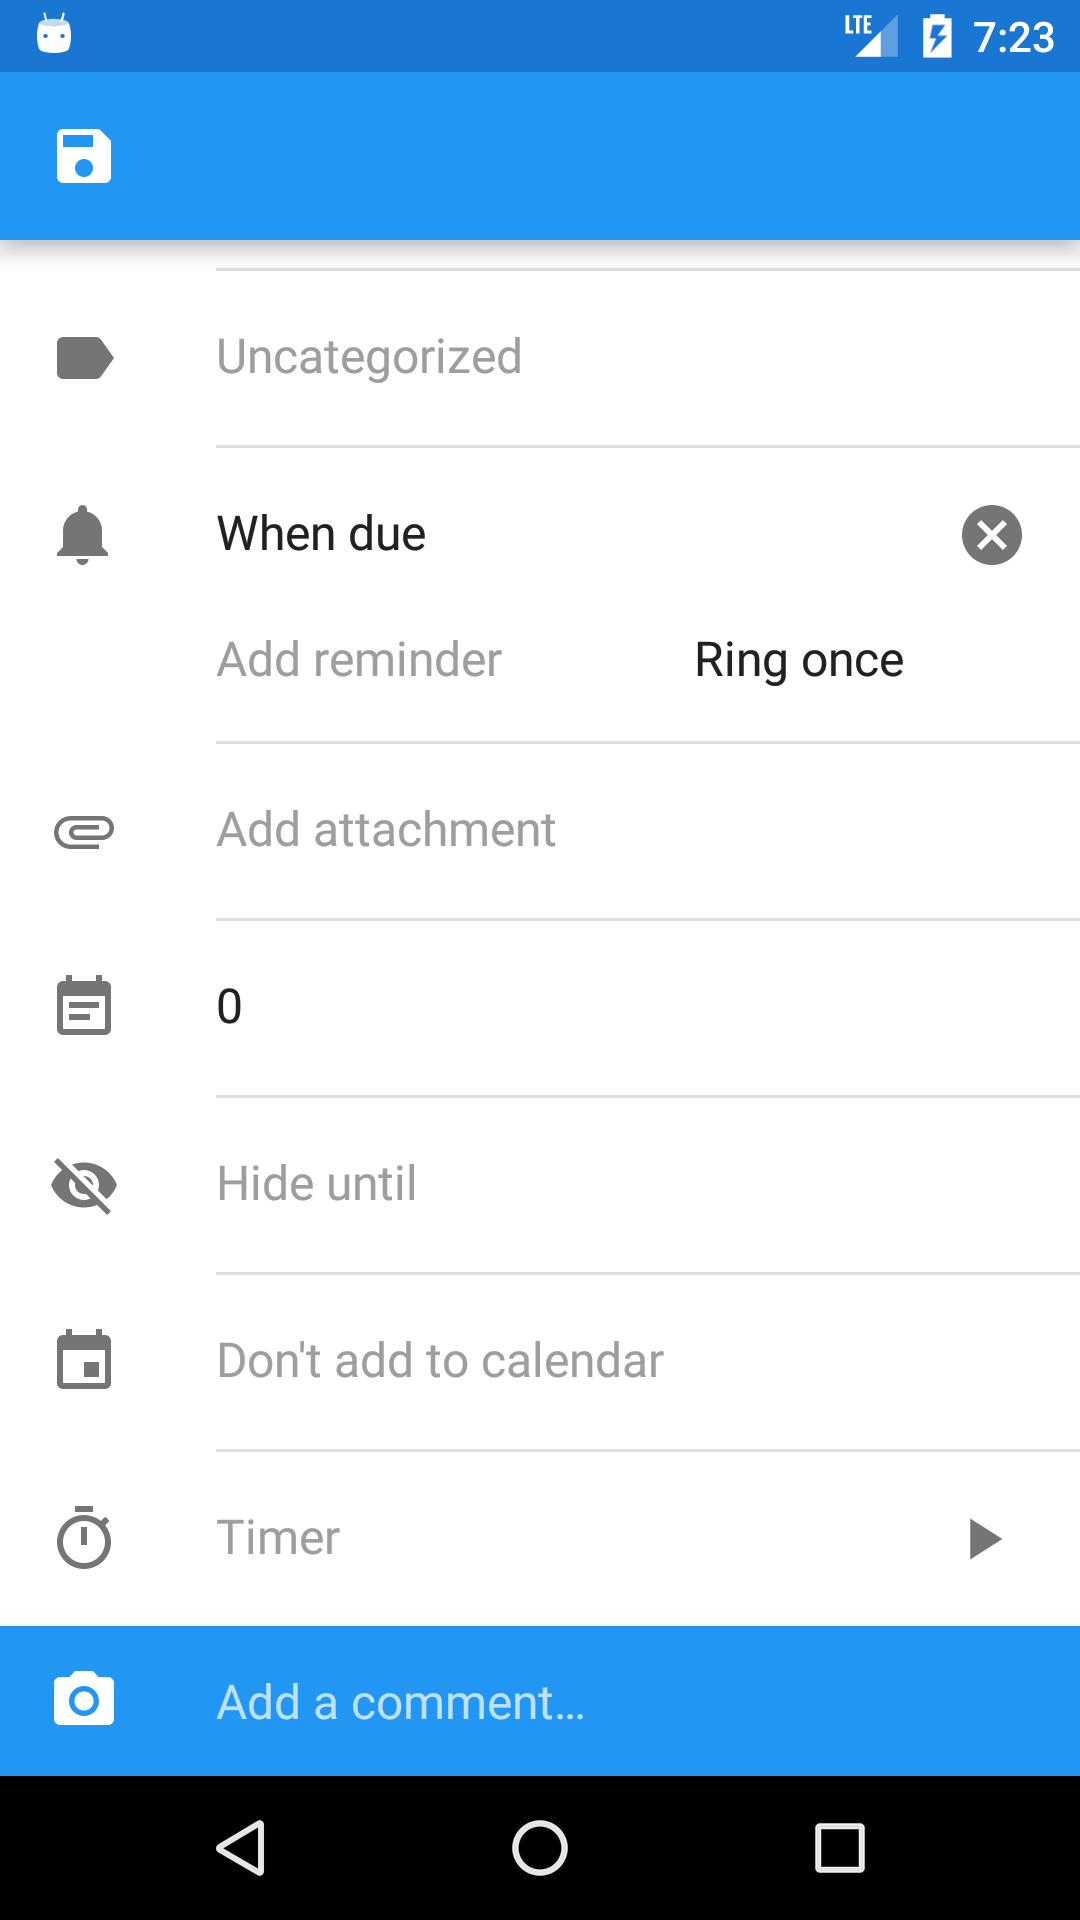 LTE 7:23
Uncategorized
When due
Add reminder Ring once
Add attachment
0
Hide until
Don't add to calendar
Timer
Add a comment...